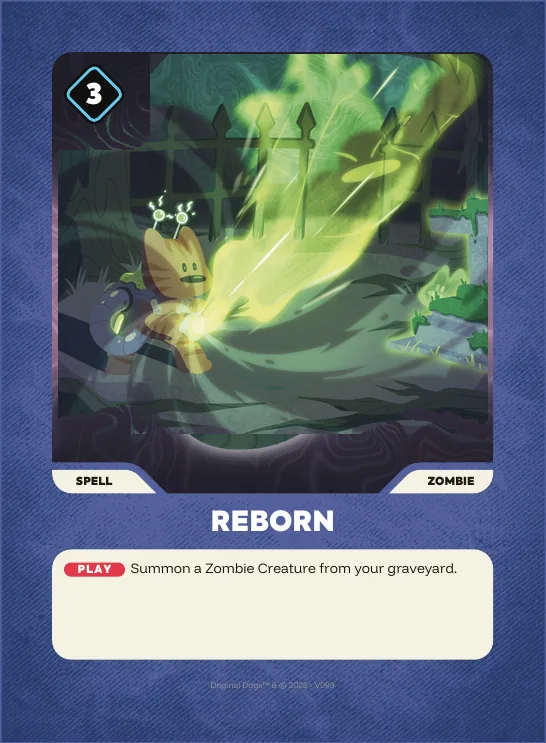 3
SPELL
ZOMBIE
REBORN
PLAY Summon a Zombie Creature from your graveyard.